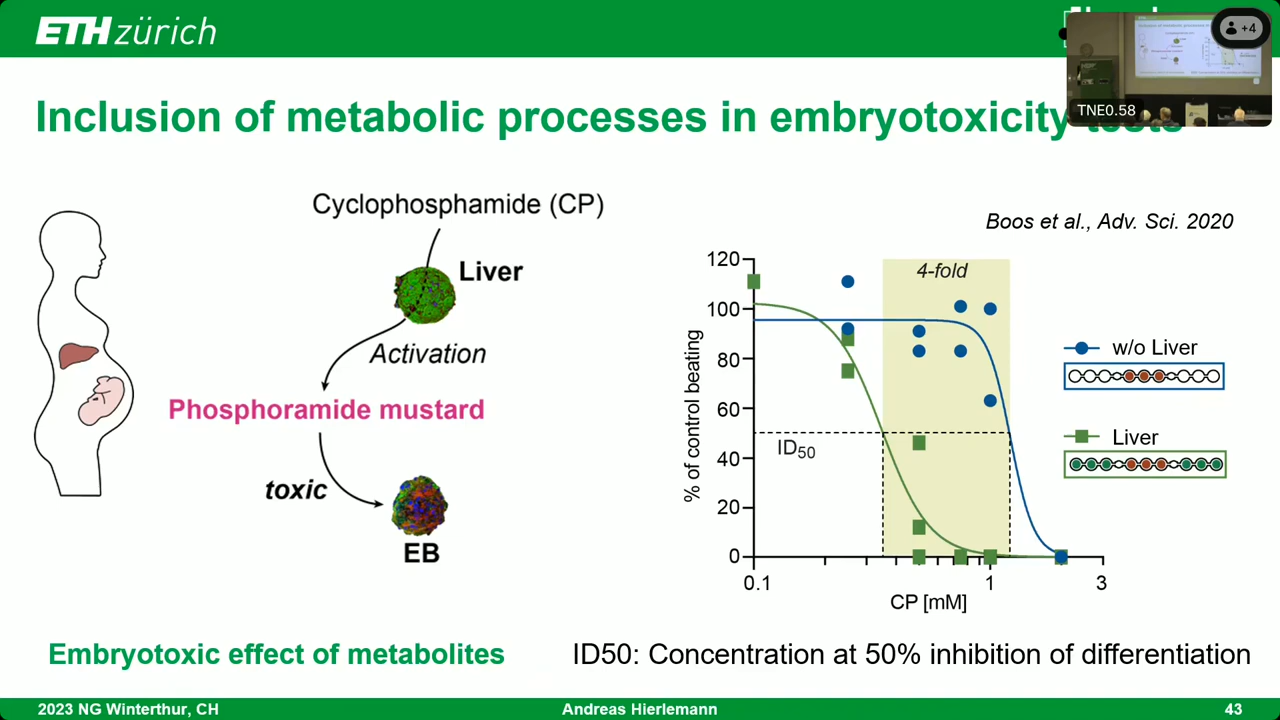 ETH zürich
+4
TNE0.58
Inclusion of metabolic processes in embryotoxicity
Cyclophosphamide (CP)
Liver
Activation
Phosphoramide mustard
toxic
EB
Boos et al., Adv. Sci. 2020
4-fold
120
100
80
60
40
20
0
% of control beating
ID50
0.1
1
3
CP [mM]
w/o Liver
Liver
Embryotoxic effect of metabolites
ID50: Concentration at 50% inhibition of differentiation
2023 NG Winterthur, CH
Andreas Hierlemann
43